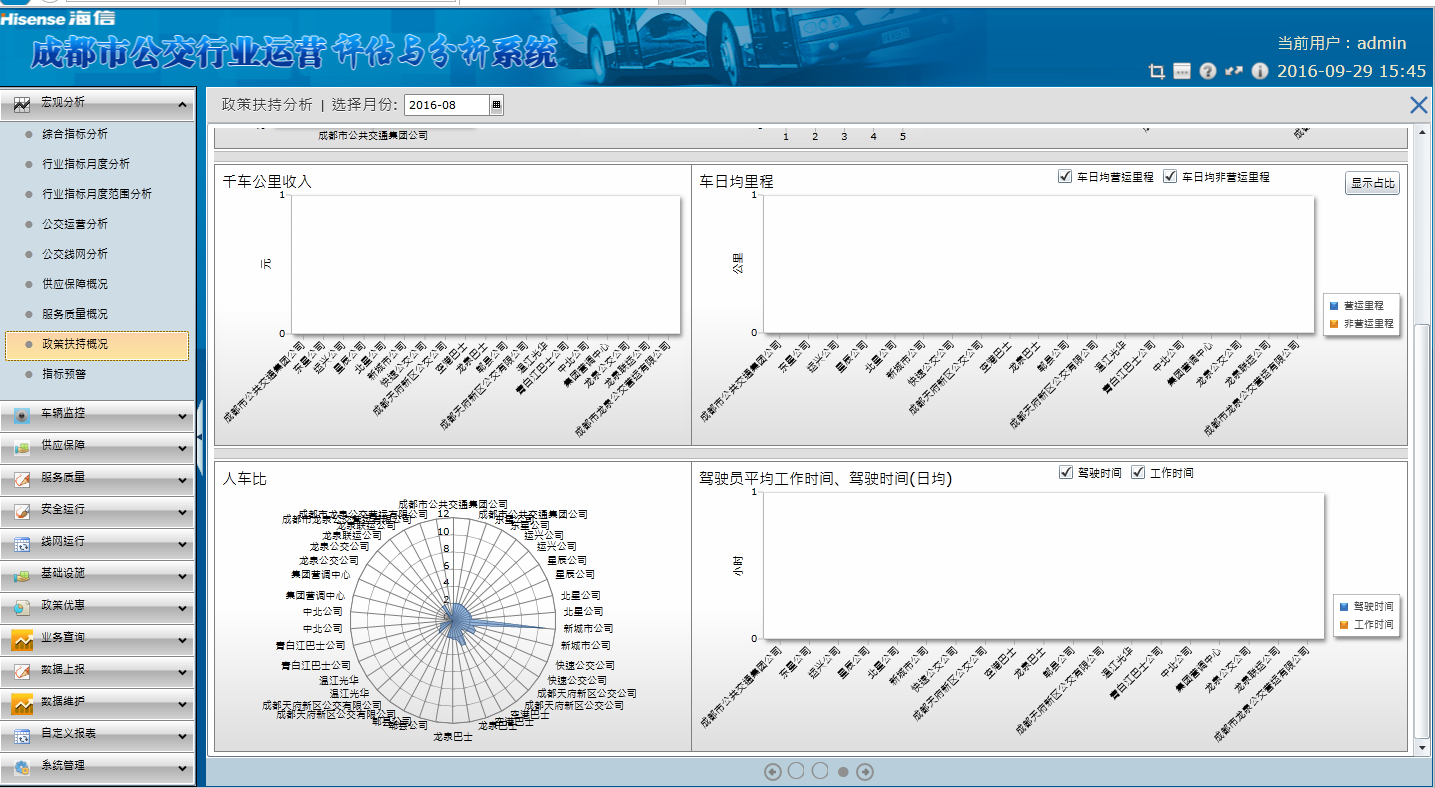 Hisense 海信
成都市公交行业运营评估与分析系统
当前用户：admin
2016-09-29 15:45
宏观分析
综合指标分析
行业指标月度分析
行业指标月度范围分析
公交运营分析
公交线网分析
供应保障概况
服务质量概况
政策扶持概况
指标预警
车辆监控
供应保障
服务质量
安全运行
线网运行
基础设施
政策优惠
业务查询
数据上报
数据维护
自定义报表
系统管理
政策扶持分析 | 选择月份: 2016-08
成都市公共交通集团公司
1 2 3 4 5
千车公里收入
1
元
0
成都市公共交通集团公司
东星公司
运兴公司
星辰公司
北星公司
新城市公司
快速公交公司
成都天府新区公交公司
空港巴士
龙泉巴士
郫县公司
成都天府新区公交有限公司
温江光华
青白江巴士公司
中北公司
集团营调中心
龙泉公交公司
龙泉联运公司
成都市龙泉公交营运有限公司
车日均里程
车日均营运里程 车日均非营运里程
显示占比
1
公里
0
成都市公共交通集团公司
东星公司
运兴公司
星辰公司
北星公司
新城市公司
快速公交公司
成都天府新区公交公司
空港巴士
龙泉巴士
郫县公司
成都天府新区公交有限公司
温江光华
青白江巴士公司
中北公司
集团营调中心
龙泉公交公司
龙泉联运公司
成都市龙泉公交营运有限公司
营运里程
非营运里程
人车比
12
10
8
6
4
2
成都市公共交通集团公司
成都市公共交通集团公司
东星公司
东星公司
运兴公司
运兴公司
星辰公司
星辰公司
北星公司
北星公司
新城市公司
新城市公司
快速公交公司
快速公交公司
成都天府新区公交公司
成都天府新区公交公司
空港巴士
空港巴士
龙泉巴士
龙泉巴士
郫县公司
郫县公司
成都天府新区公交有限公司
成都天府新区公交有限公司
温江光华
温江光华
青白江巴士公司
青白江巴士公司
中北公司
中北公司
集团营调中心
集团营调中心
龙泉公交公司
龙泉公交公司
龙泉联运公司
成都市龙泉公交营运有限公司
成都市龙泉公交营运有限公司
驾驶员平均工作时间、驾驶时间(日均)
驾驶时间 工作时间
1
小时
0
成都市公共交通集团公司
东星公司
运兴公司
星辰公司
北星公司
新城市公司
快速公交公司
成都天府新区公交公司
空港巴士
龙泉巴士
郫县公司
成都天府新区公交有限公司
温江光华
青白江巴士公司
中北公司
集团营调中心
龙泉公交公司
龙泉联运公司
成都市龙泉公交营运有限公司
驾驶时间
工作时间